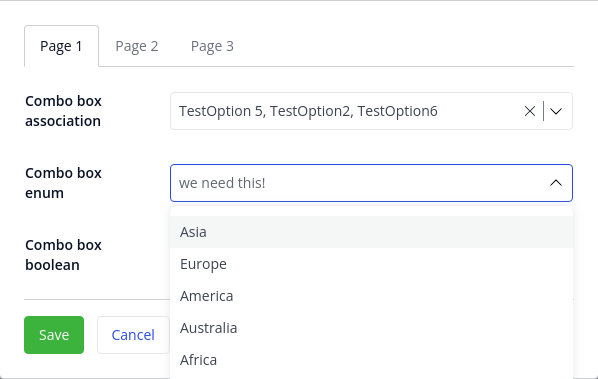 Page 1 Page 2 Page 3
Combo box
association
TestOption 5, TestOption2, TestOption6
Combo box
enum
we need this!
Asia
Europe
America
Australia
Africa
Combo box
boolean
Save Cancel